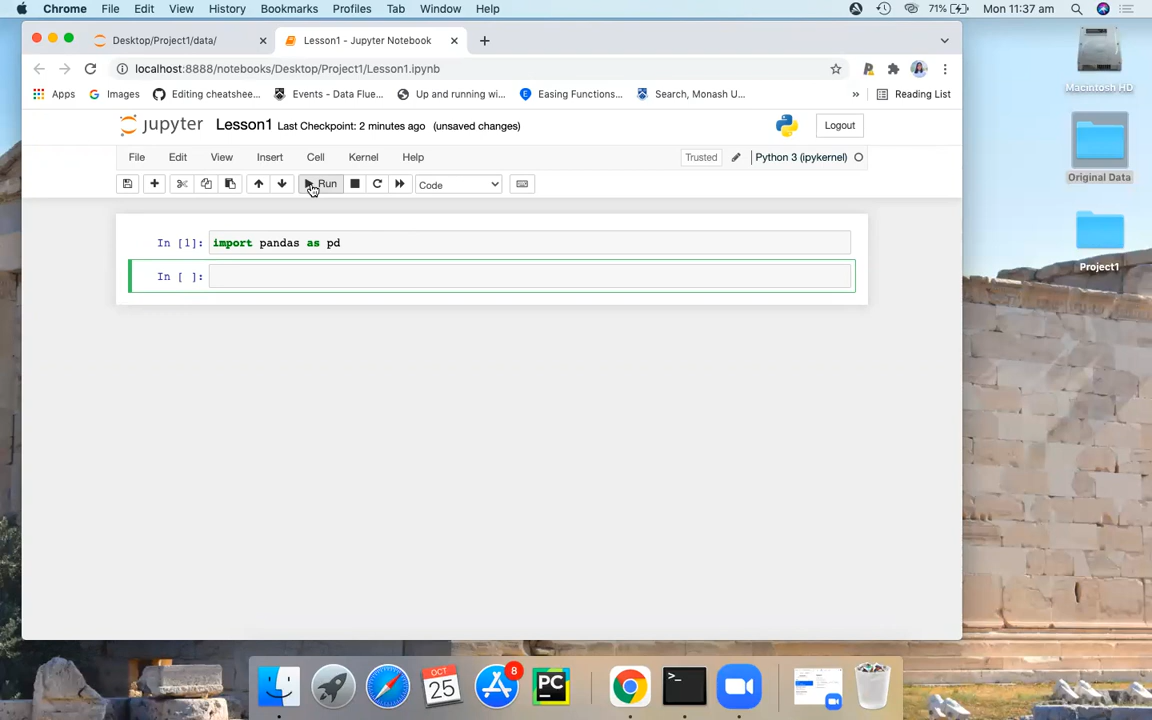 Chrome File Edit View History Bookmarks Profiles Tab Window Help 71% Mon 11:37 am
Desktop/Project1/data/ Lesson1 - Jupyter Notebook
localhost:8888/notebooks/Desktop/Project1/Lesson1.ipynb
Apps Images Editing cheatshee... Events - Data Flue... Up and running wi... Easing Functions... Search, Monash U... » Reading List
Macintosh HD
jupyter Lesson1 Last Checkpoint: 2 minutes ago (unsaved changes) Logout
File Edit View Insert Cell Kernel Help Trusted Python 3 (ipykernel)
Original Data
Run Code
In [1]: import pandas as pd
Project1
In [ ]:
OCT 25 8 PC >_